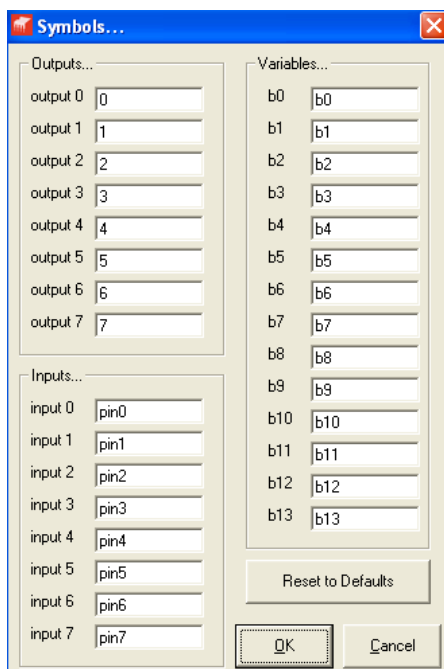 Symbols...
Outputs...
output 0 0
output 1 1
output 2 2
output 3 3
output 4 4
output 5 5
output 6 6
output 7 7
Inputs...
input 0 pin0
input 1 pin1
input 2 pin2
input 3 pin3
input 4 pin4
input 5 pin5
input 6 pin6
input 7 pin7
Variables...
b0 b0
b1 b1
b2 b2
b3 b3
b4 b4
b5 b5
b6 b6
b7 b7
b8 b8
b9 b9
b10 b10
b11 b11
b12 b12
b13 b13
Reset to Defaults
OK Cancel